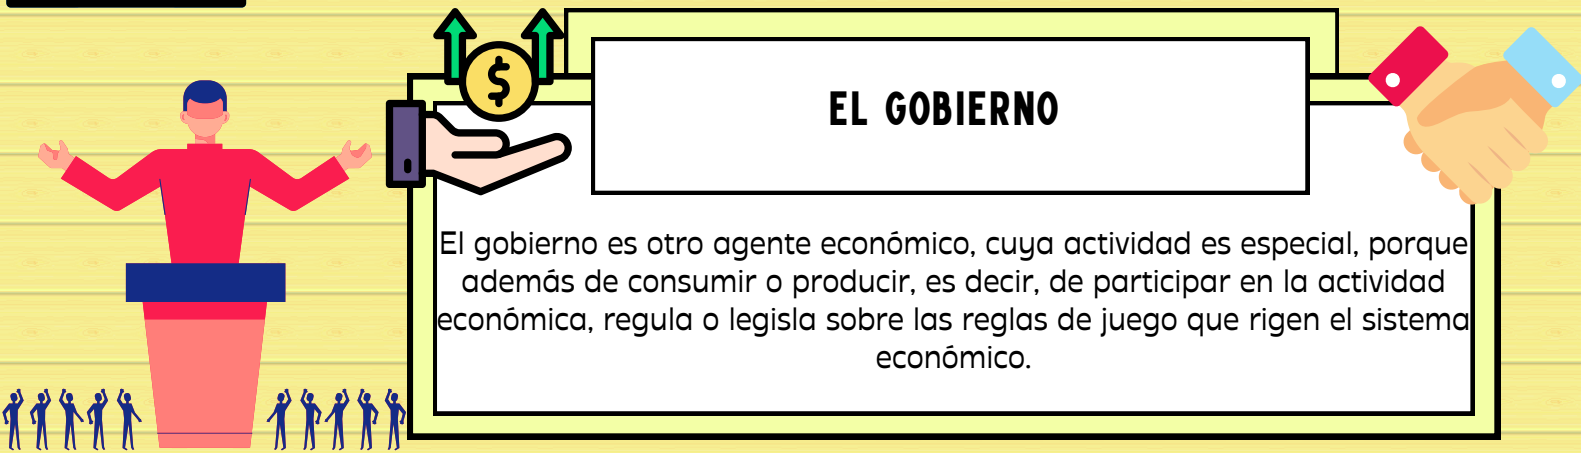 $
EL GOBIERNO
El gobierno es otro agente económico, cuya actividad es especial, porque
además de consumir o producir, es decir, de participar en la actividad
económica, regula o legisla sobre las reglas de juego que rigen el sistema
económico.